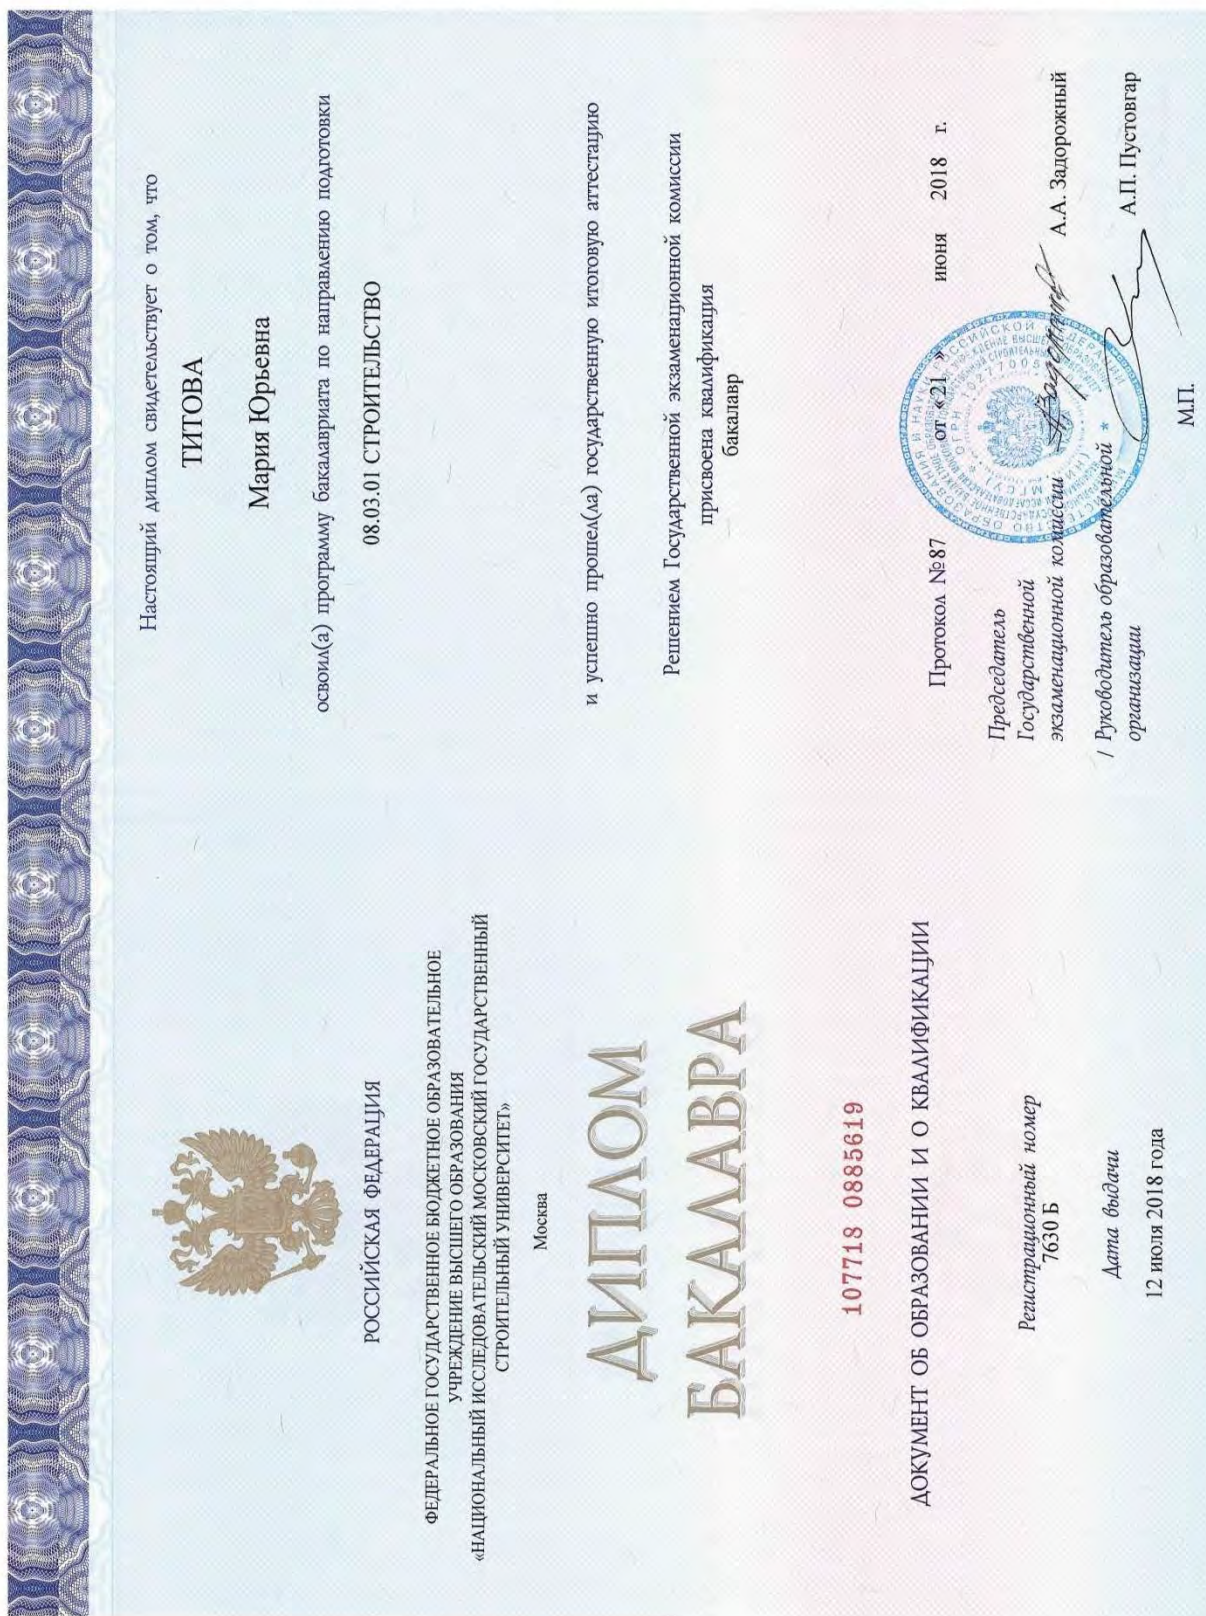 РОССИЙСКАЯ ФЕДЕРАЦИЯ
ФЕДЕРАЛЬНОЕ ГОСУДАРСТВЕННОЕ БЮДЖЕТНОЕ ОБРАЗОВАТЕЛЬНОЕ
УЧРЕЖДЕНИЕ ВЫСШЕГО ОБРАЗОВАНИЯ
«НАЦИОНАЛЬНЫЙ ИССЛЕДОВАТЕЛЬСКИЙ МОСКОВСКИЙ ГОСУДАРСТВЕННЫЙ
СТРОИТЕЛЬНЫЙ УНИВЕРСИТЕТ»
Москва
ДИПЛОМ
БАКАЛАВРА
107718 0885619
ДОКУМЕНТ ОБ ОБРАЗОВАНИИ И О КВАЛИФИКАЦИИ
Регистрационный номер
7630 Б
Дата выдачи
12 июля 2018 года
Настоящий диплом свидетельствует о том, что
ТИТОВА
Мария Юрьевна
освоил(а) программу бакалавриата по направлению подготовки
08.03.01 СТРОИТЕЛЬСТВО
и успешно прошел(ла) государственную итоговую аттестацию
Решением Государственной экзаменационной комиссии
присвоена квалификация
бакалавр
Протокол №87 от «21 » июня 2018 г.
Председатель
Государственной
экзаменационной комиссии А.А. Задорожный
/ Руководитель образовательной А.П. Пустовгар
организации
М.П.